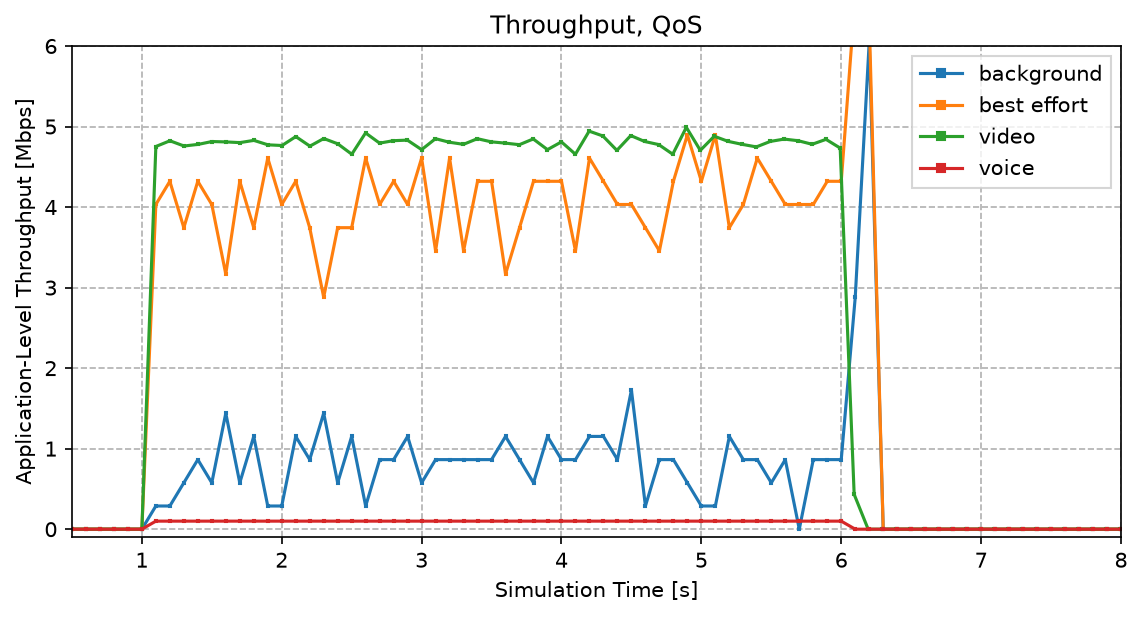 Throughput, QoS
Application-Level Throughput [Mbps]
6
5
4
3
2
1
0
background
best effort
video
voice
1 2 3 4 5 6 7 8
Simulation Time [s]